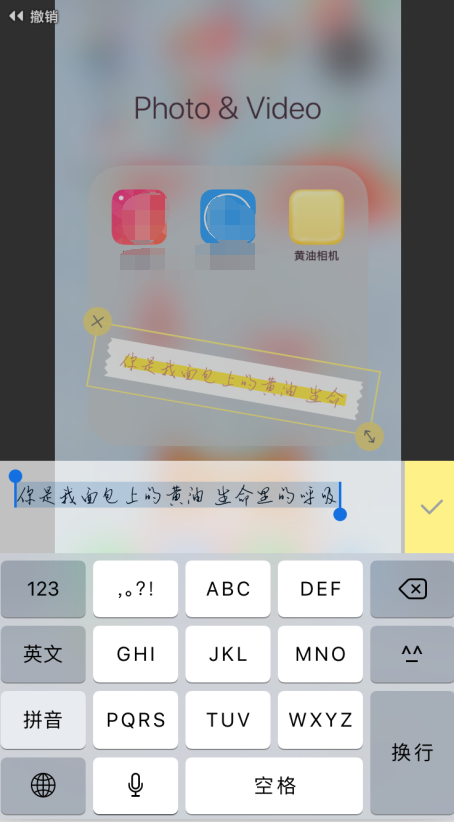 撤销
Photo & Video
黄油相机
你是我面包上的黄油 生命
你是我面包上的黄油 生命里的呼吸
123
,。?!
ABC
DEF
英文
GHI
JKL
MNO
^^
拼音
PQRS
TUV
WXYZ
换行
空格